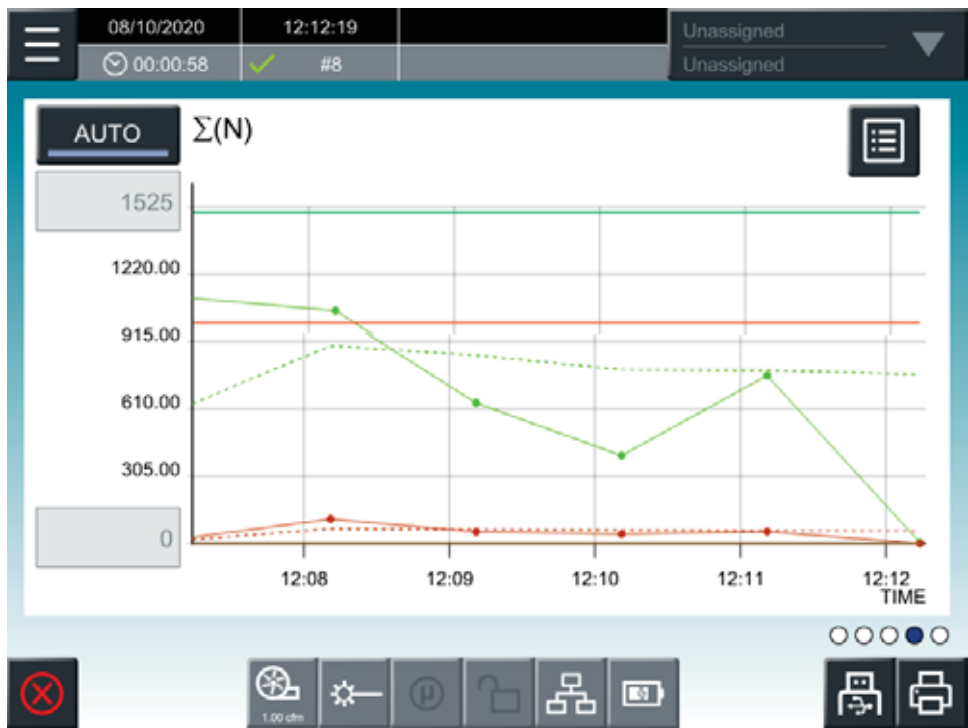 08/10/2020 12:12:19
00:00:58 #8
Unassigned
Unassigned
AUTO Σ(N)
1525
1220.00
915.00
610.00
305.00
0
12:08 12:09 12:10 12:11 12:12
TIME
1.00 cfm
µ